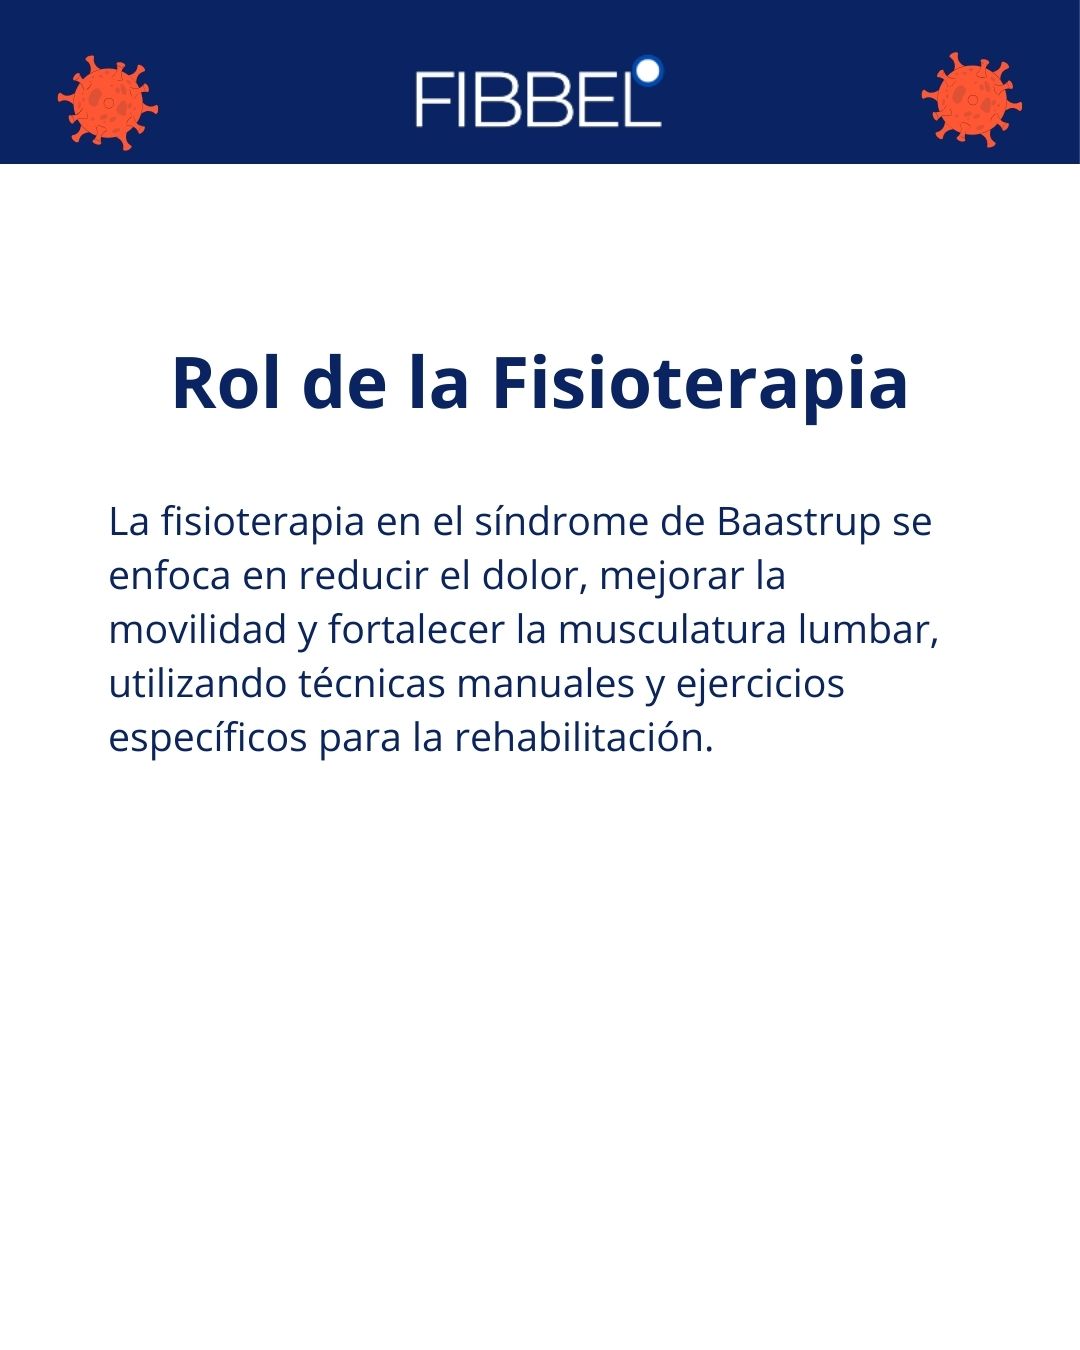 FIBBEL
Rol de la Fisioterapia
La fisioterapia en el síndrome de Baastrup se
enfoca en reducir el dolor, mejorar la
movilidad y fortalecer la musculatura lumbar,
utilizando técnicas manuales y ejercicios
específicos para la rehabilitación.